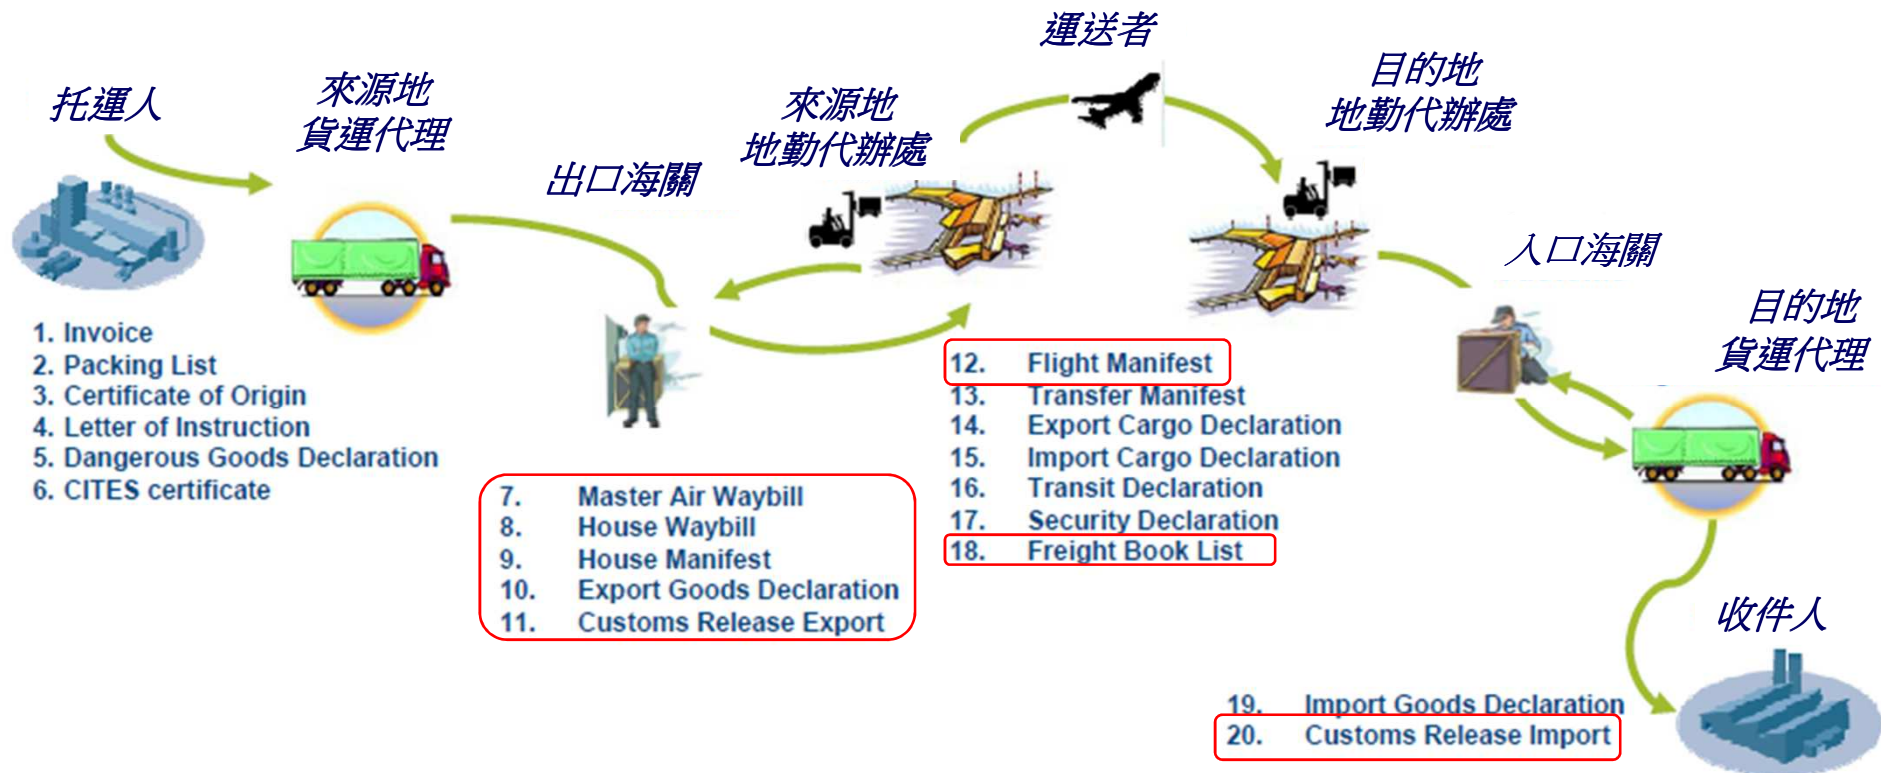 托運人
來源地
貨運代理
出口海關
來源地
地勤代辦處
運送者
目的地
地勤代辦處
入口海關
目的地
貨運代理
收件人
1. Invoice
2. Packing List
3. Certificate of Origin
4. Letter of Instruction
5. Dangerous Goods Declaration
6. CITES certificate
7. Master Air Waybill
8. House Waybill
9. House Manifest
10. Export Goods Declaration
11. Customs Release Export
12. Flight Manifest
13. Transfer Manifest
14. Export Cargo Declaration
15. Import Cargo Declaration
16. Transit Declaration
17. Security Declaration
18. Freight Book List
19. Import Goods Declaration
20. Customs Release Import